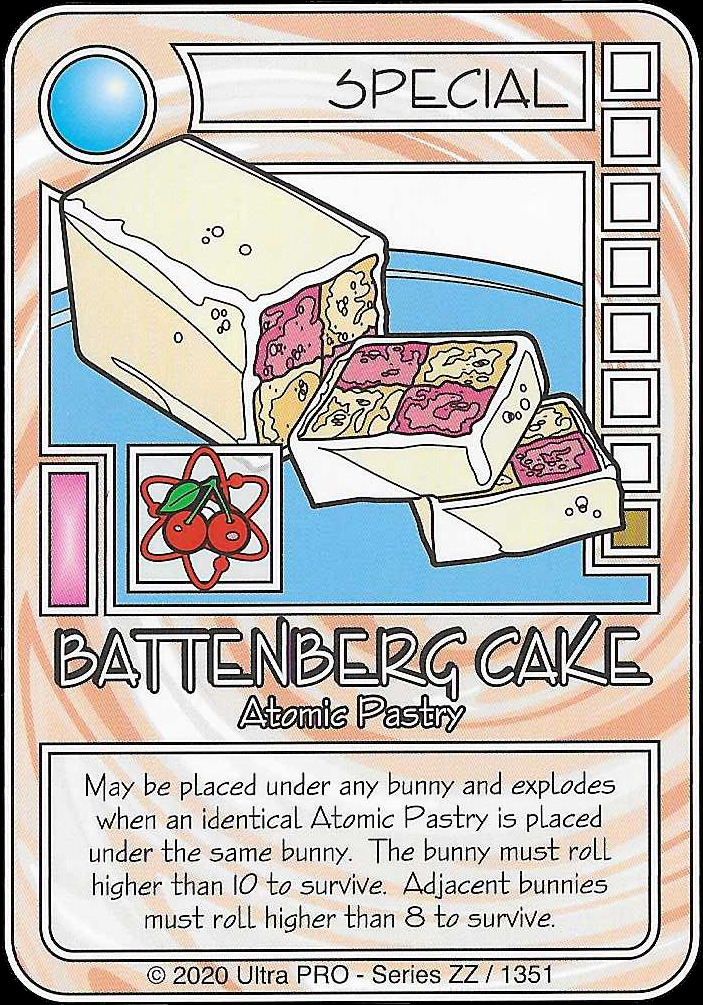 SPECIAL
BATTENBERG CAKE
Atomic Pastry
May be placed under any bunny and explodes
when an identical Atomic Pastry is placed
under the same bunny. The bunny must roll
higher than 10 to survive. Adjacent bunnies
must roll higher than 8 to survive.
© 2020 Ultra PRO - Series ZZ / 1351